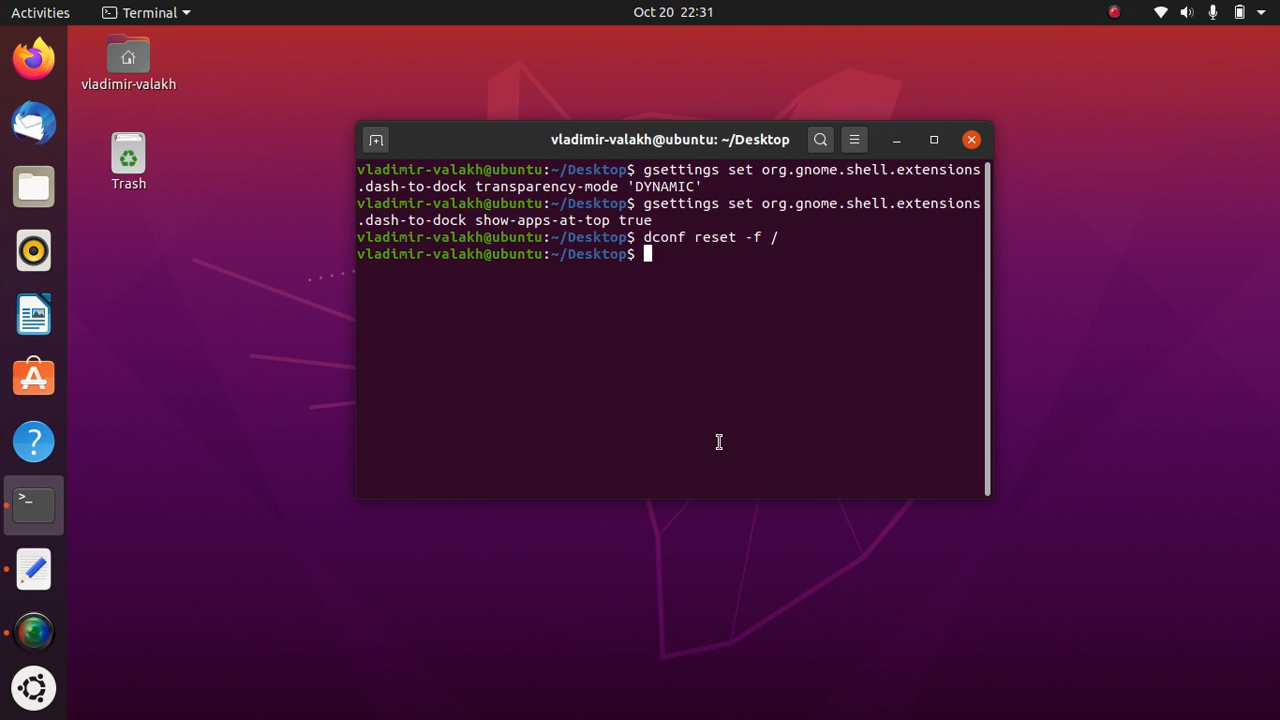 Activities
Terminal
Oct 20 22:31
vladimir-valakh
Trash
vladimir-valakh@ubuntu: ~/Desktop
vladimir-valakh@ubuntu:~/Desktop$ gsettings set org.gnome.shell.extensions
.dash-to-dock transparency-mode 'DYNAMIC'
vladimir-valakh@ubuntu:~/Desktop$ gsettings set org.gnome.shell.extensions
.dash-to-dock show-apps-at-top true
vladimir-valakh@ubuntu:~/Desktop$ dconf reset -f /
vladimir-valakh@ubuntu:~/Desktop$